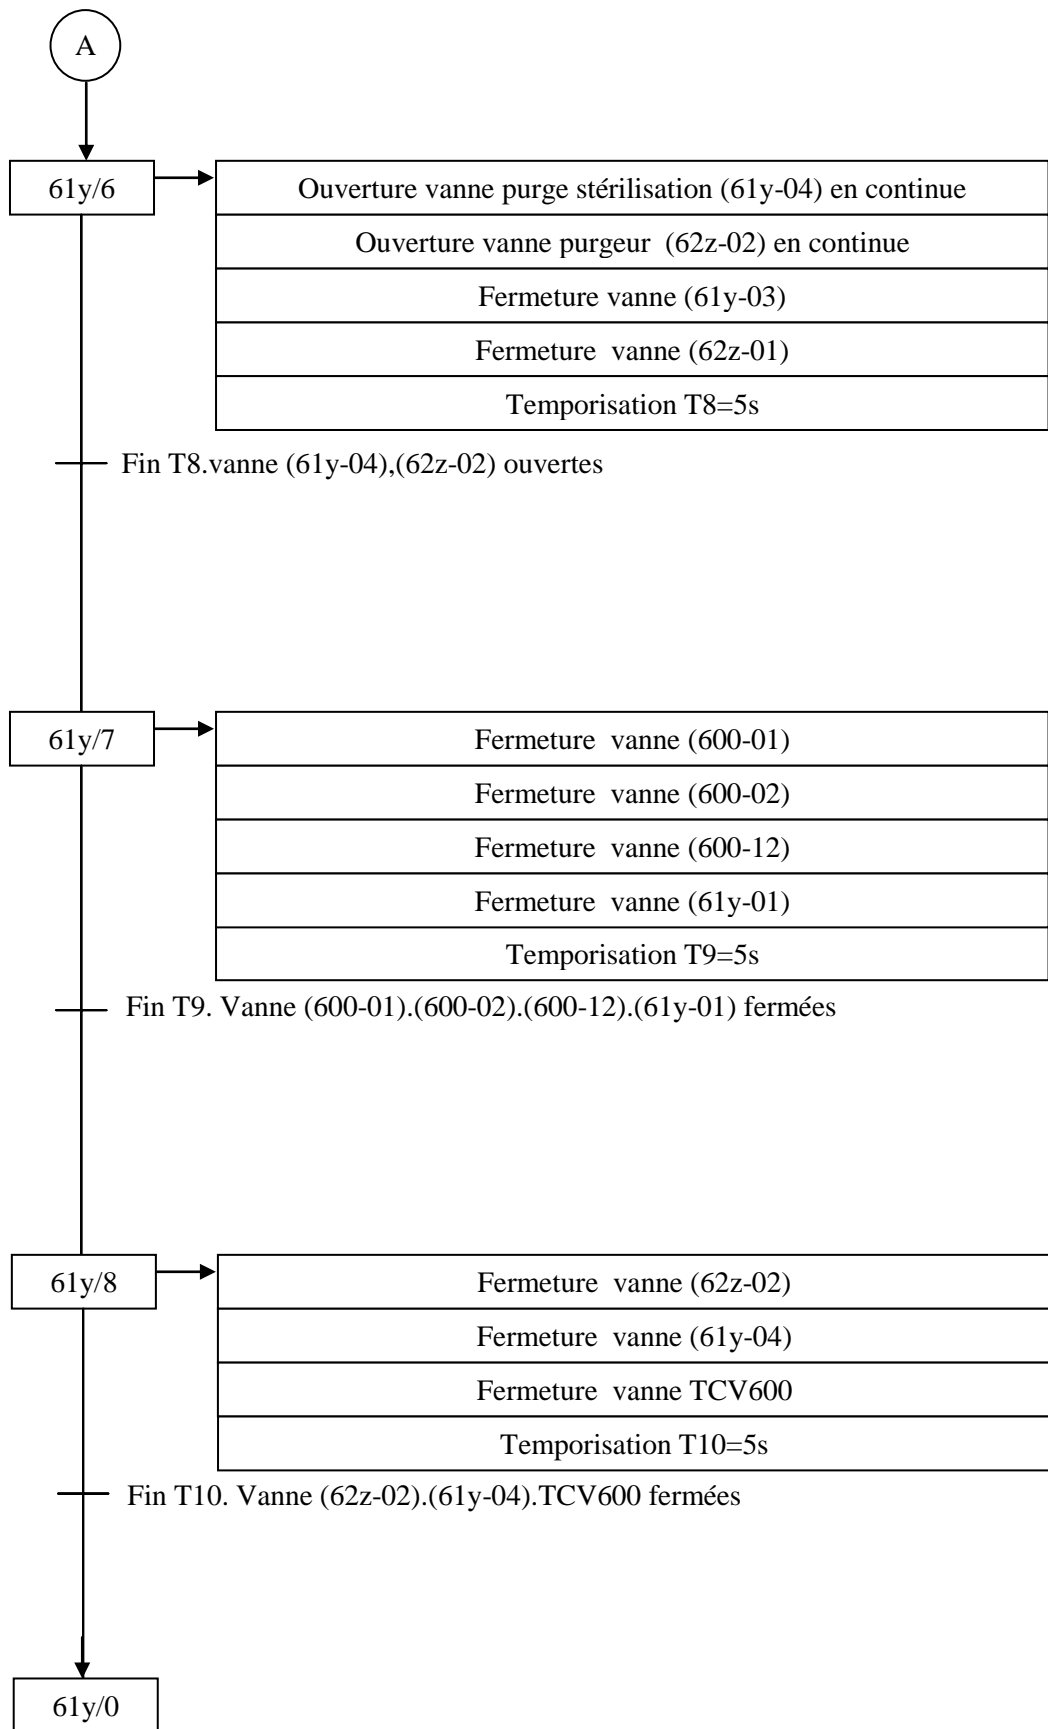 A
61y/6
Ouverture vanne purge stérilisation (61y-04) en continue
Ouverture vanne purgeur (62z-02) en continue
Fermeture vanne (61y-03)
Fermeture vanne (62z-01)
Temporisation T8=5s
Fin T8.vanne (61y-04),(62z-02) ouvertes
61y/7
Fermeture vanne (600-01)
Fermeture vanne (600-02)
Fermeture vanne (600-12)
Fermeture vanne (61y-01)
Temporisation T9=5s
Fin T9. Vanne (600-01).(600-02).(600-12).(61y-01) fermées
61y/8
Fermeture vanne (62z-02)
Fermeture vanne (61y-04)
Fermeture vanne TCV600
Temporisation T10=5s
Fin T10. Vanne (62z-02).(61y-04).TCV600 fermées
61y/0